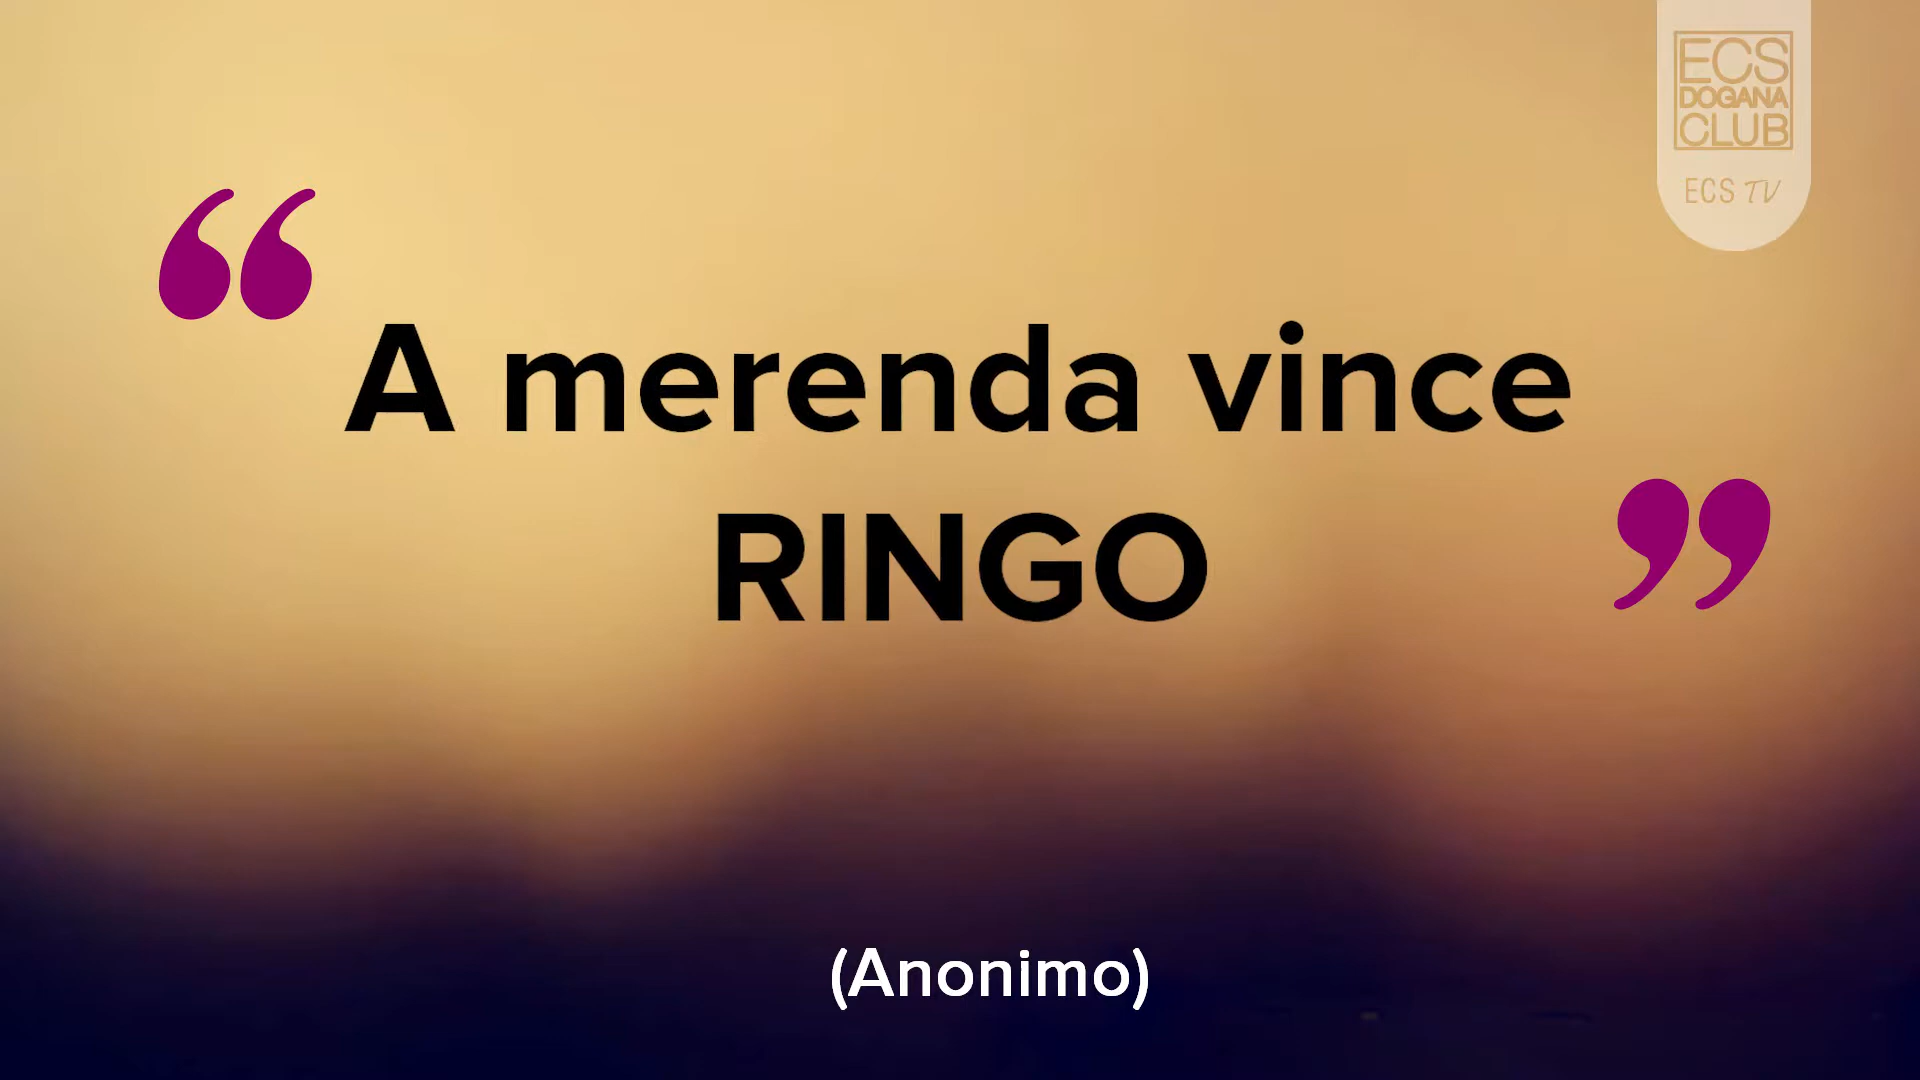 ECS
DOGANA
CLUB
ECS TV
“A merenda vince
RINGO”
(Anonimo)